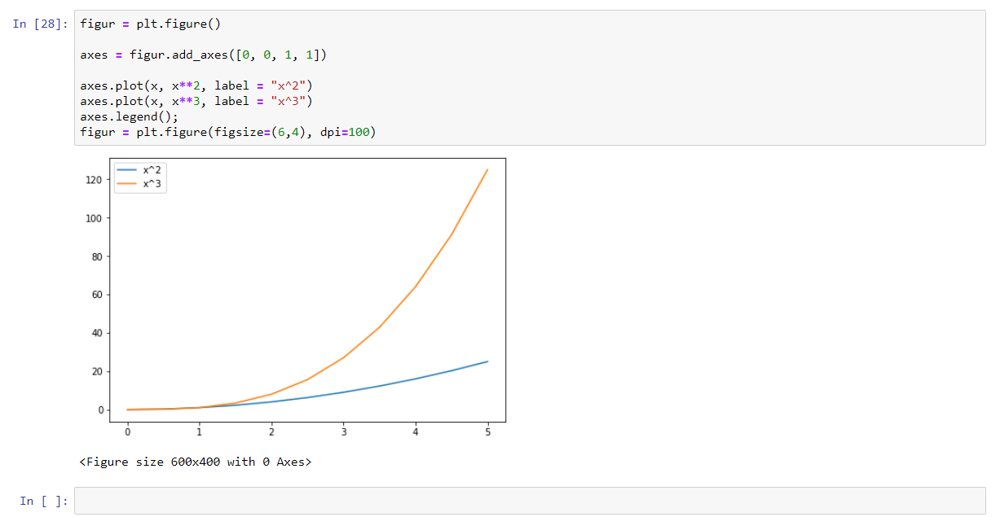 In [28]:
figur = plt.figure()
axes = figur.add_axes([0, 0, 1, 1])
axes.plot(x, x**2, label = "x^2")
axes.plot(x, x**3, label = "x^3")
axes.legend();
figur = plt.figure(figsize=(6,4), dpi=100)
x^2
x^3
120
100
80
60
40
20
0
0 1 2 3 4 5
<Figure size 600x400 with 0 Axes>
In [ ]: